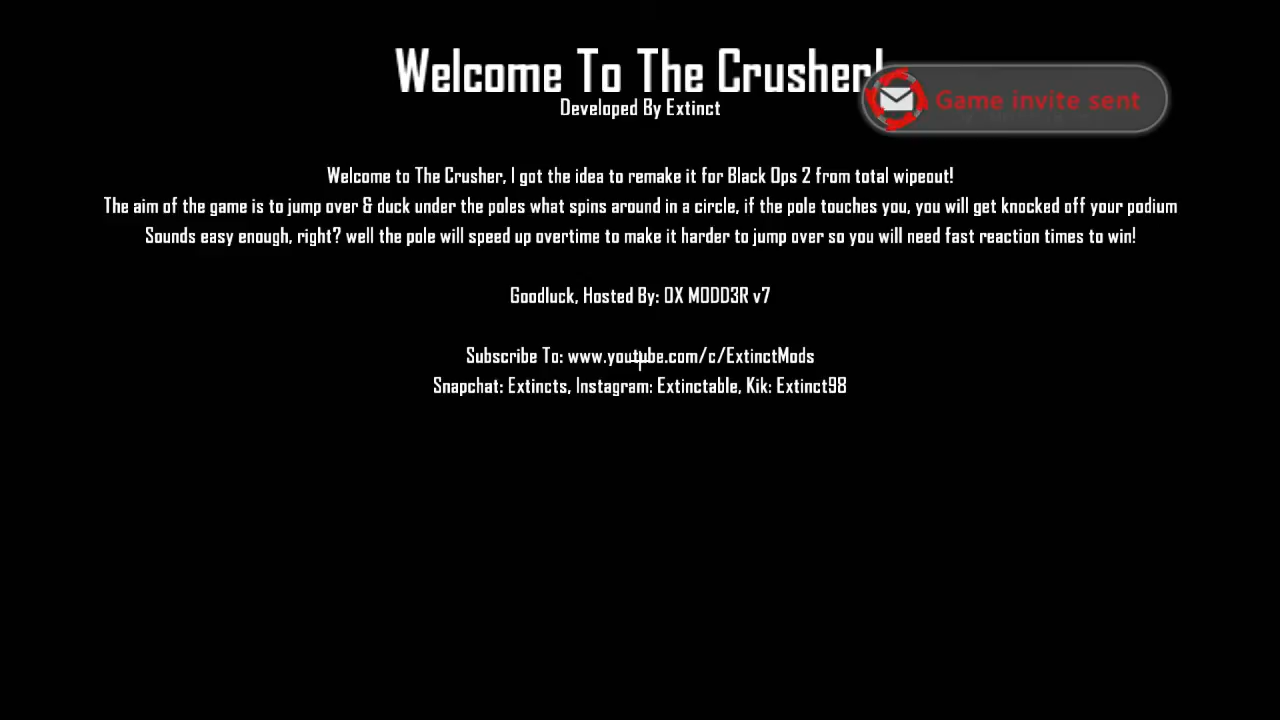 Welcome To The Crusher!
Game invite sent
Developed By Extinct
Welcome to The Crusher, I got the idea to remake it for Black Ops 2 from total wipeout!
The aim of the game is to jump over & duck under the poles what spins around in a circle, if the pole touches you, you will get knocked off your podium
Sounds easy enough, right? well the pole will speed up overtime to make it harder to jump over so you will need fast reaction times to win!
Goodluck, Hosted By: OX MODD3R v7
Subscribe To: www.youtube.com/c/ExtinctMods
Snapchat: Extincts, Instagram: Extinctable, Kik: Extinct98